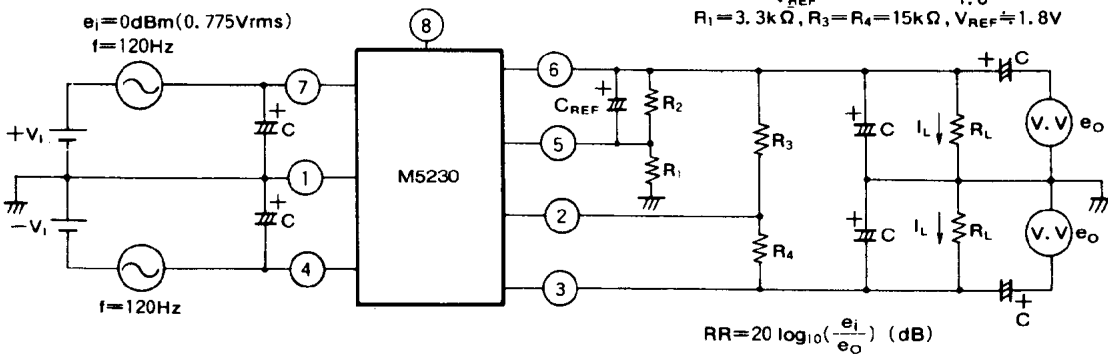 V_REF
R₁=3.3kΩ, R₃=R₄=15kΩ, V_REF≒1.8V
eᵢ=0dBm(0.775Vrms)
f=120Hz
8
7
6
+
C
+
C_REF
R₂
+Vᵢ
5
R₃
R₁
+
C
I_L
R_L
+
C
V.V
e_O
1
M5230
2
+
C
-Vᵢ
R₄
+
C
I_L
R_L
V.V
e_O
4
3
+
C
f=120Hz
RR=20 log₁₀(eᵢ/e_O) (dB)